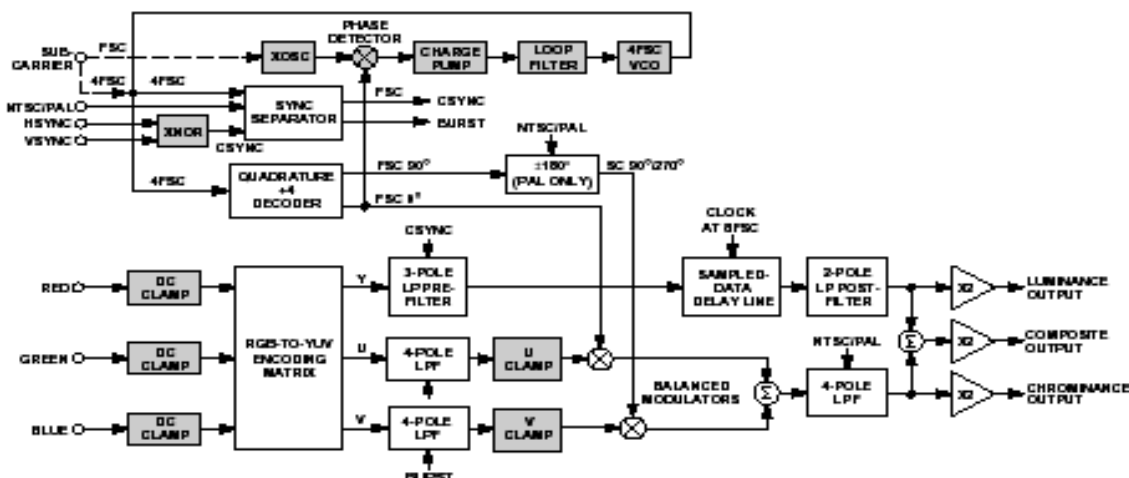 PHASE
DETECTOR
SUB-
CARRIER
FSC
XOSC
CHARGE
PUMP
LOOP
FILTER
4FSC
VCO
4FSC
4FSC
NTSC/PAL
HSYNC
VSYNC
XNOR
CSYNC
SYNC
SEPARATOR
FSC
CSYNC
BURST
NTSC/PAL
4FSC
QUADRATURE
+4
DECODER
FSC 90°
FSC 0°
±180°
(PAL ONLY)
SC 90°/270°
CSYNC
CLOCK
AT 8FSC
RED
DC
CLAMP
RGB-TO-YUV
ENCODING
MATRIX
Y
3-POLE
LP PRE-
FILTER
SAMPLED-
DATA
DELAY LINE
2-POLE
LP POST-
FILTER
X2
LUMINANCE
OUTPUT
GREEN
DC
CLAMP
U
4-POLE
LPF
U
CLAMP
NTSC/PAL
Σ
X2
COMPOSITE
OUTPUT
BALANCED
MODULATORS
Σ
4-POLE
LPF
X2
CHROMINANCE
OUTPUT
BLUE
DC
CLAMP
V
4-POLE
LPF
V
CLAMP